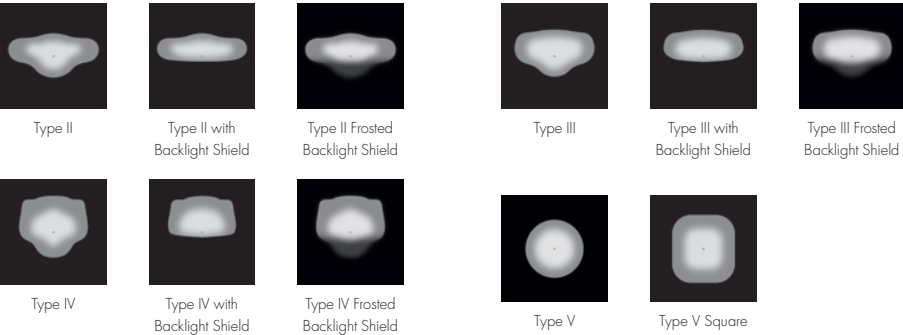 Type II
Type II with
Backlight Shield
Type II Frosted
Backlight Shield
Type III
Type III with
Backlight Shield
Type III Frosted
Backlight Shield
Type IV
Type IV with
Backlight Shield
Type IV Frosted
Backlight Shield
Type V
Type V Square